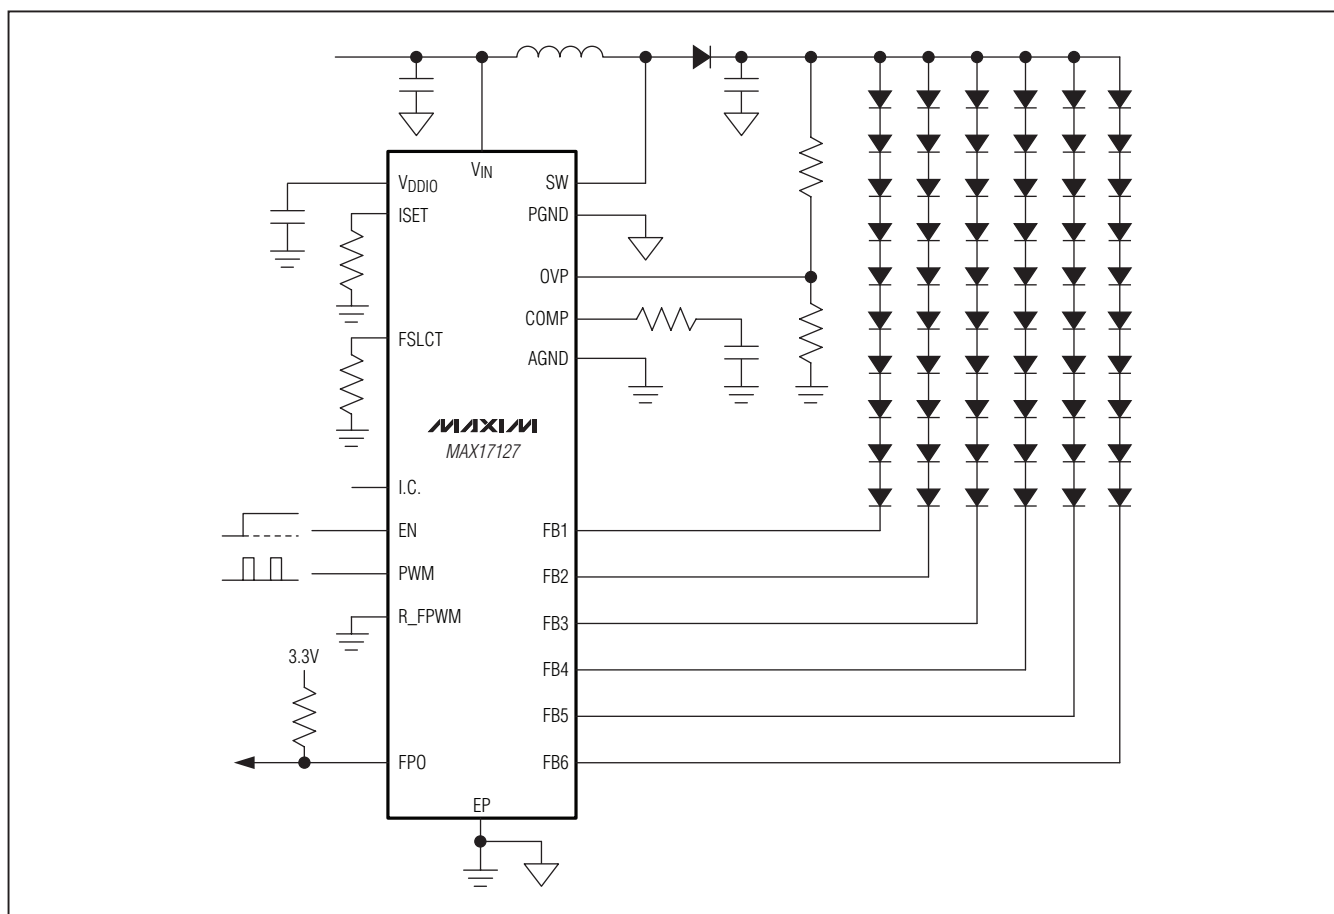 VIN
VDDIO
SW
ISET
PGND
OVP
COMP
FSLCT
AGND
MAXIM
MAX17127
I.C.
EN
FB1
PWM
FB2
R_FPWM
FB3
3.3V
FB4
FB5
FPO
FB6
EP